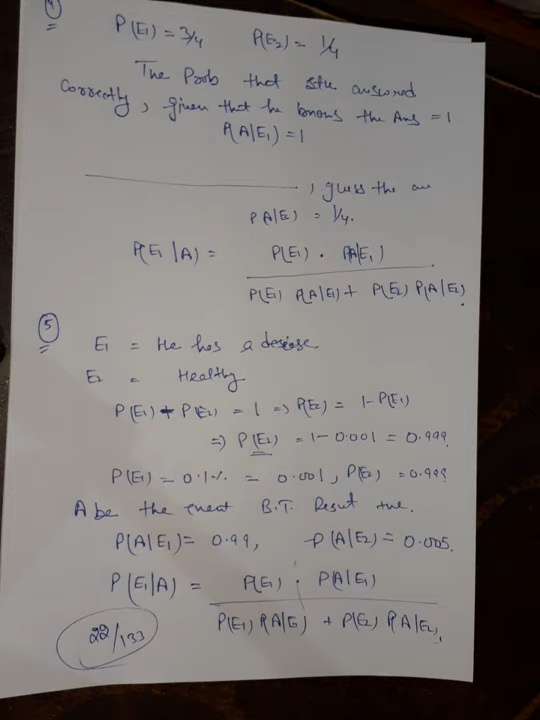 4
P(E1) = 3/4 P(E2) = 1/4
The Prob that stu answered
correctly, given that he knows the Ans = 1
P(A|E1) = 1
, guess the an
P A|E2) = 1/4.
P(E1|A) = P(E1) . P(A|E1)
P(E1) P(A|E1) + P(E2) P(A|E2)
5
E1 = He has a desiase.
E2 = Healthy
P(E1) + P(E2) = 1 => P(E2) = 1-P(E1)
=> P(E2) = 1-0.001 = 0.999.
P(E1) = 0.1% = 0.001, P(E2) = 0.999
A be the event B.T. Result +ve.
P(A|E1) = 0.99, P(A|E2) = 0.005.
P(E1|A) = P(E1) . P(A|E1)
P(E1) P(A|E1) + P(E2) P(A|E2).
22/133